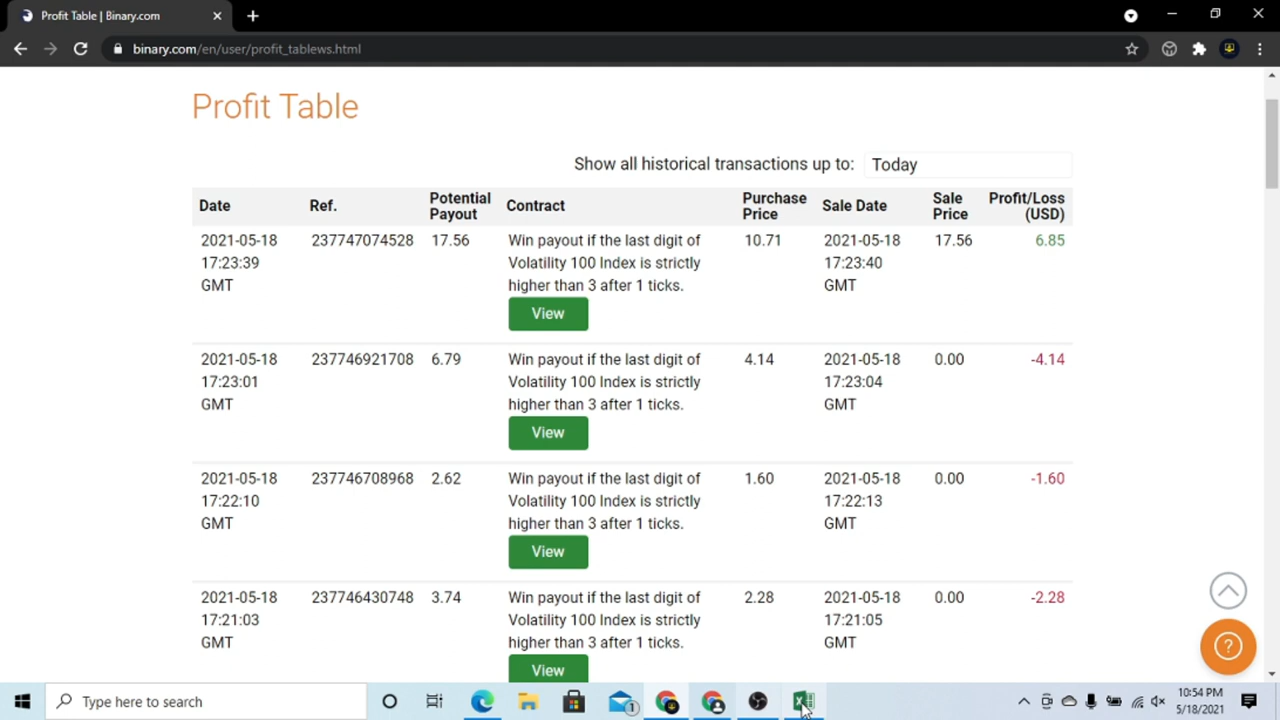 Profit Table | Binary.com
binary.com/en/user/profit_tablews.html
Profit Table
Show all historical transactions up to: Today
Date Ref. Potential Payout Contract Purchase Price Sale Date Sale Price Profit/Loss (USD)
2021-05-18 237747074528 17.56 Win payout if the last digit of 10.71 2021-05-18 17.56 6.85
17:23:39 Volatility 100 Index is strictly 17:23:40
GMT higher than 3 after 1 ticks. GMT
View
2021-05-18 237746921708 6.79 Win payout if the last digit of 4.14 2021-05-18 0.00 -4.14
17:23:01 Volatility 100 Index is strictly 17:23:04
GMT higher than 3 after 1 ticks. GMT
View
2021-05-18 237746708968 2.62 Win payout if the last digit of 1.60 2021-05-18 0.00 -1.60
17:22:10 Volatility 100 Index is strictly 17:22:13
GMT higher than 3 after 1 ticks. GMT
View
2021-05-18 237746430748 3.74 Win payout if the last digit of 2.28 2021-05-18 0.00 -2.28
17:21:03 Volatility 100 Index is strictly 17:21:05
GMT higher than 3 after 1 ticks. GMT
View
?
Type here to search
1
10:54 PM
5/18/2021